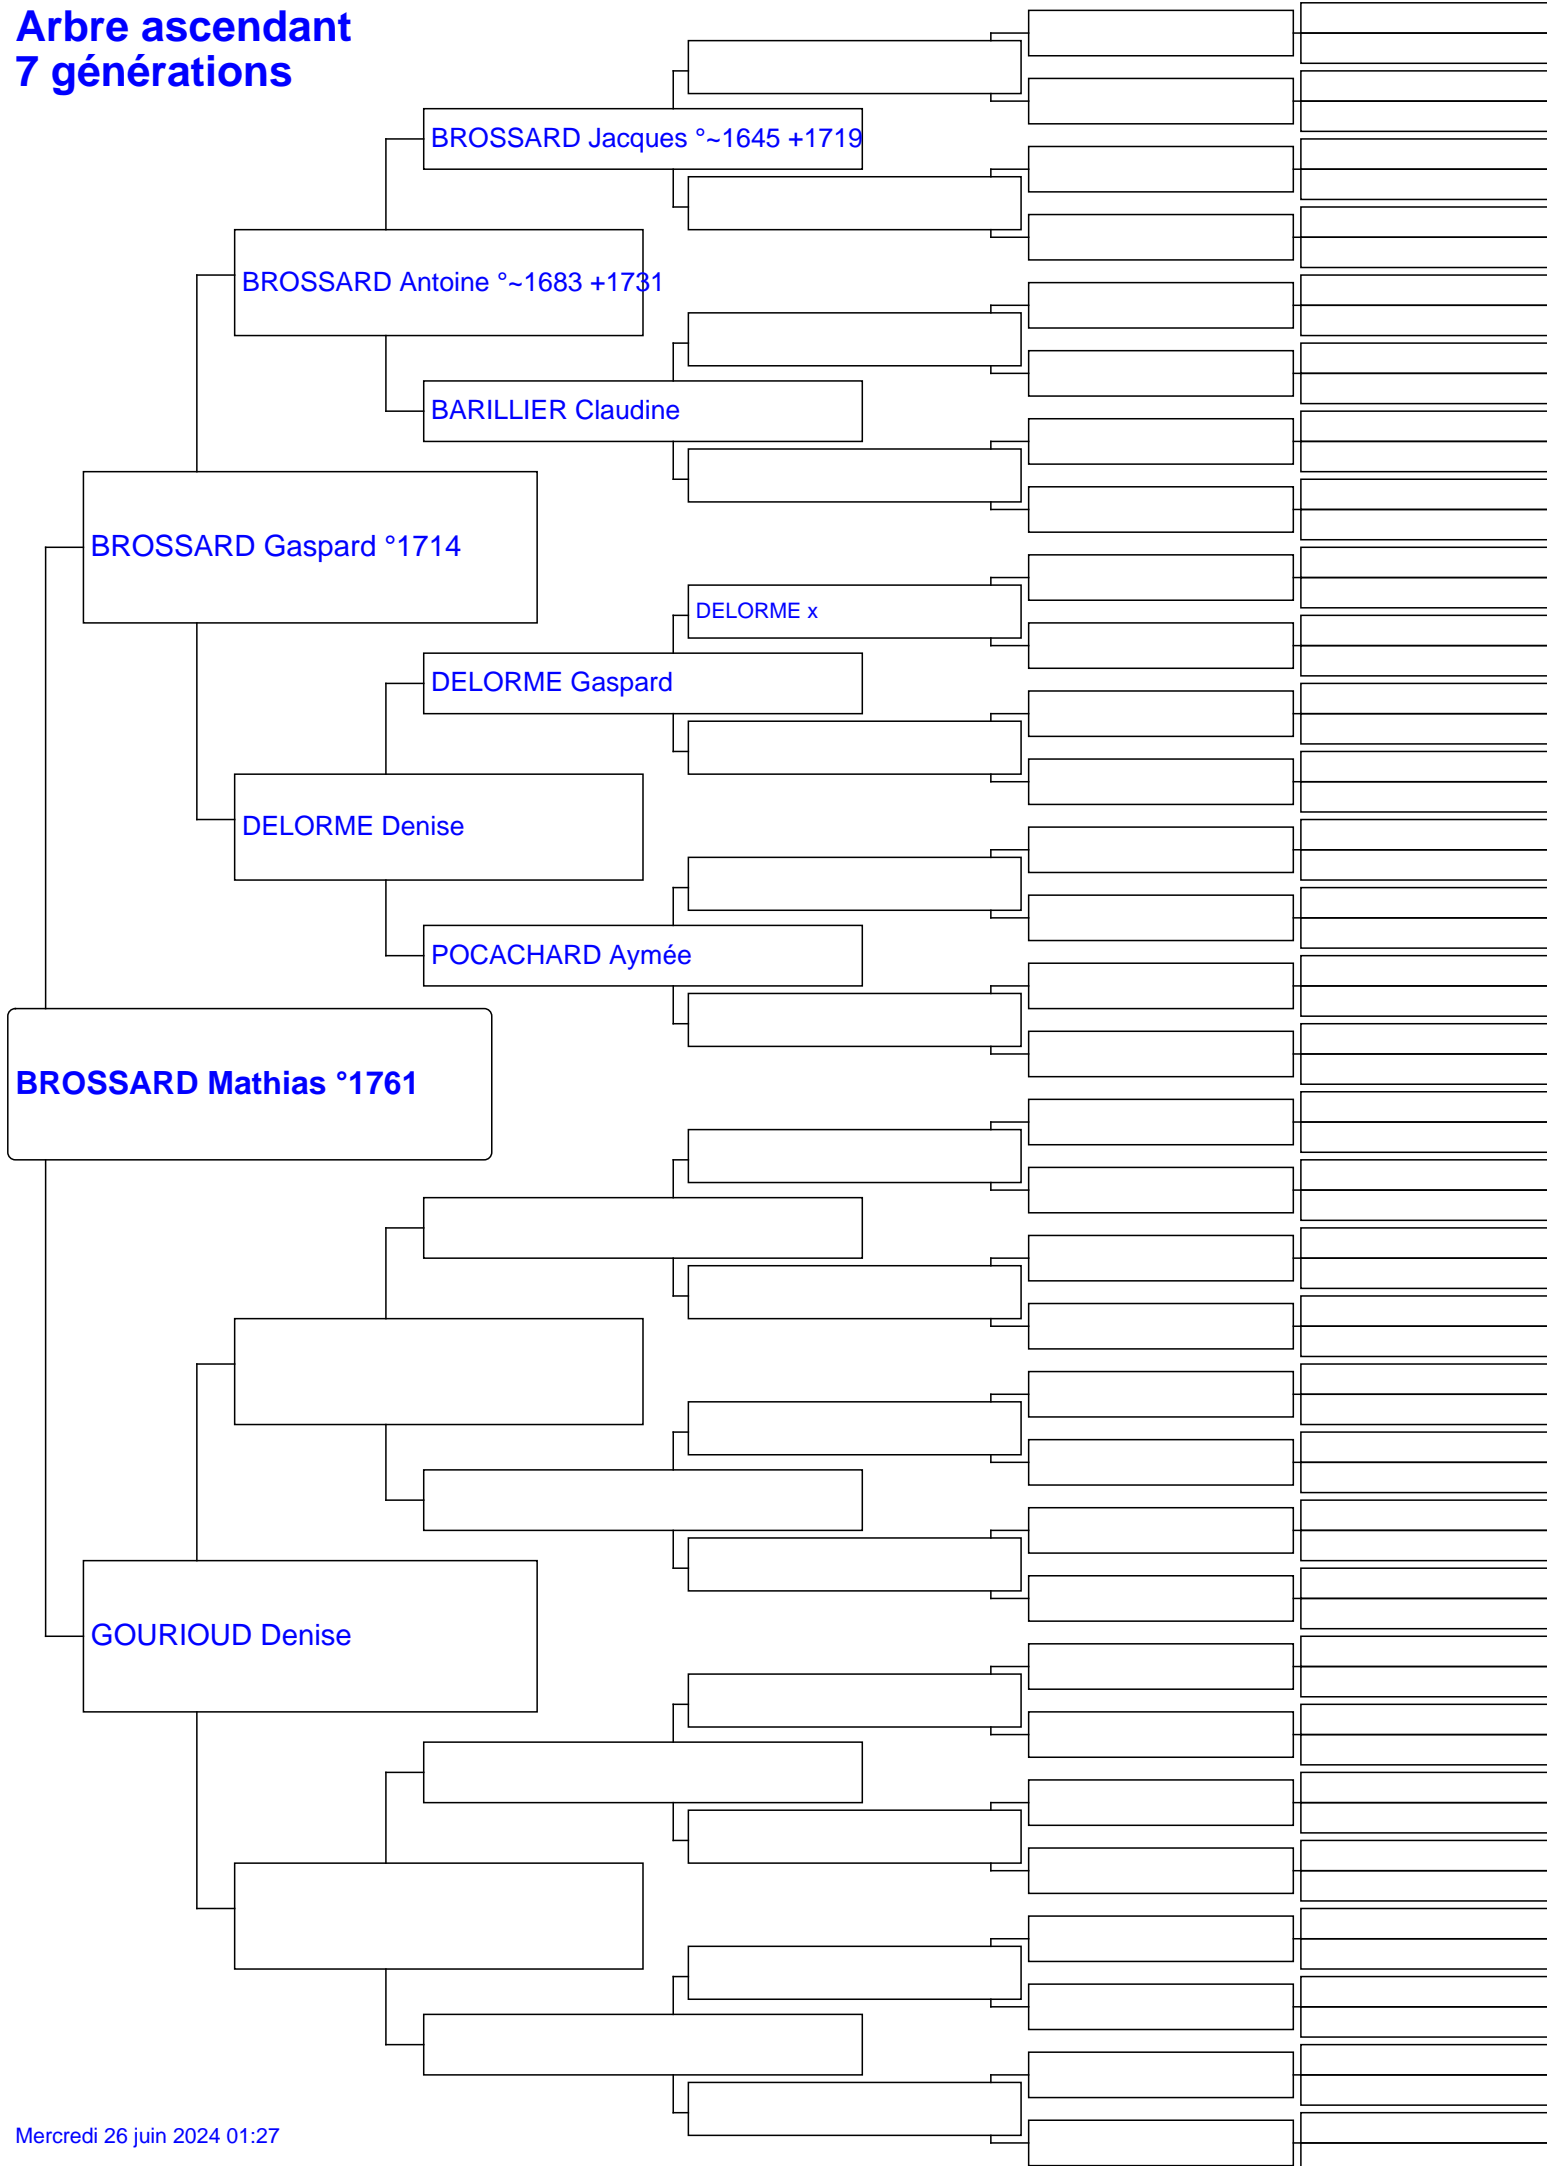 Arbre ascendant
7 générations
BROSSARD Jacques °~1645 +1719
BROSSARD Antoine °~1683 +1731
BARILLIER Claudine
BROSSARD Gaspard °1714
DELORME x
DELORME Gaspard
DELORME Denise
POCACHARD Aymée
BROSSARD Mathias °1761
GOURIOUD Denise
Mercredi 26 juin 2024 01:27